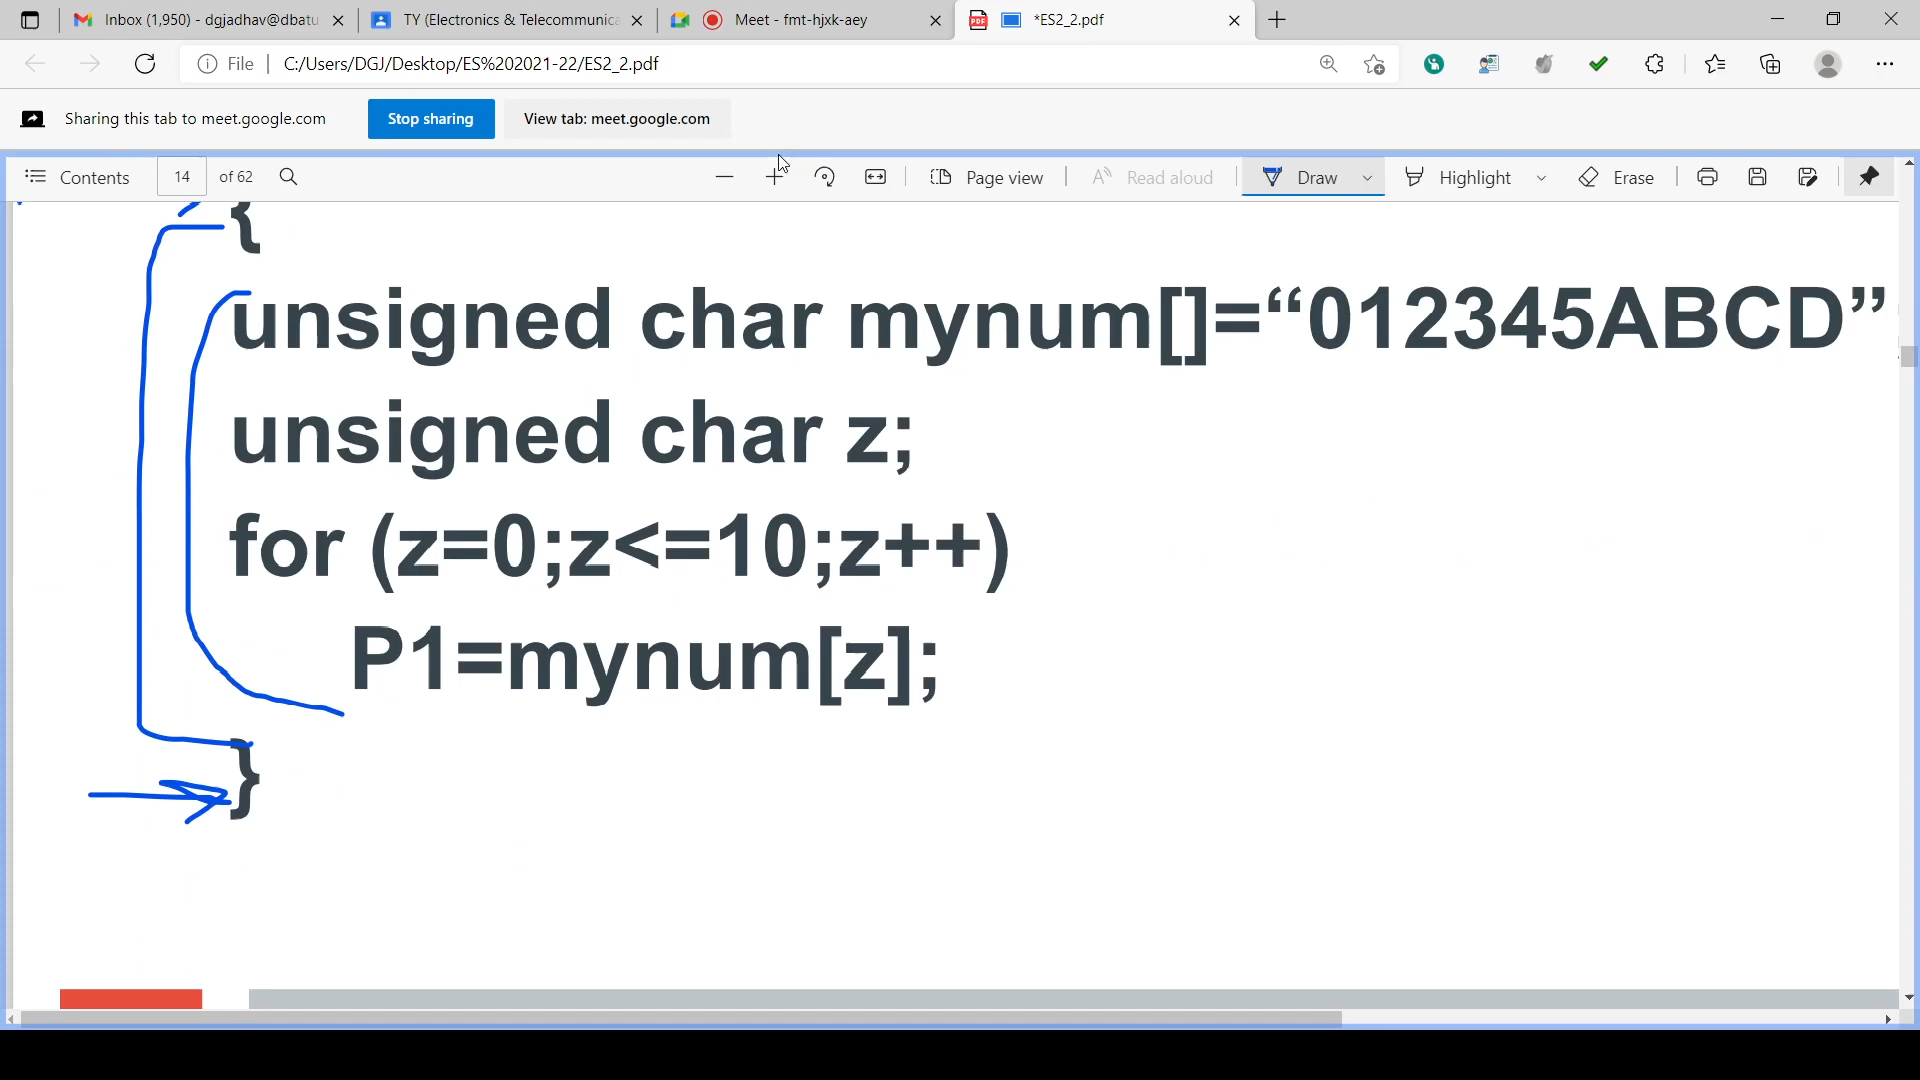 Inbox (1,950) - dgjadhav@dbatu
TY (Electronics & Telecommunica
Meet - fmt-hjxk-aey
*ES2_2.pdf
File
C:/Users/DGJ/Desktop/ES%202021-22/ES2_2.pdf
Sharing this tab to meet.google.com
Stop sharing
View tab: meet.google.com
Contents
14
of 62
Page view
Read aloud
Draw
Highlight
Erase
{
unsigned char mynum[]=“012345ABCD”
unsigned char z;
for (z=0;z<=10;z++)
P1=mynum[z];
}